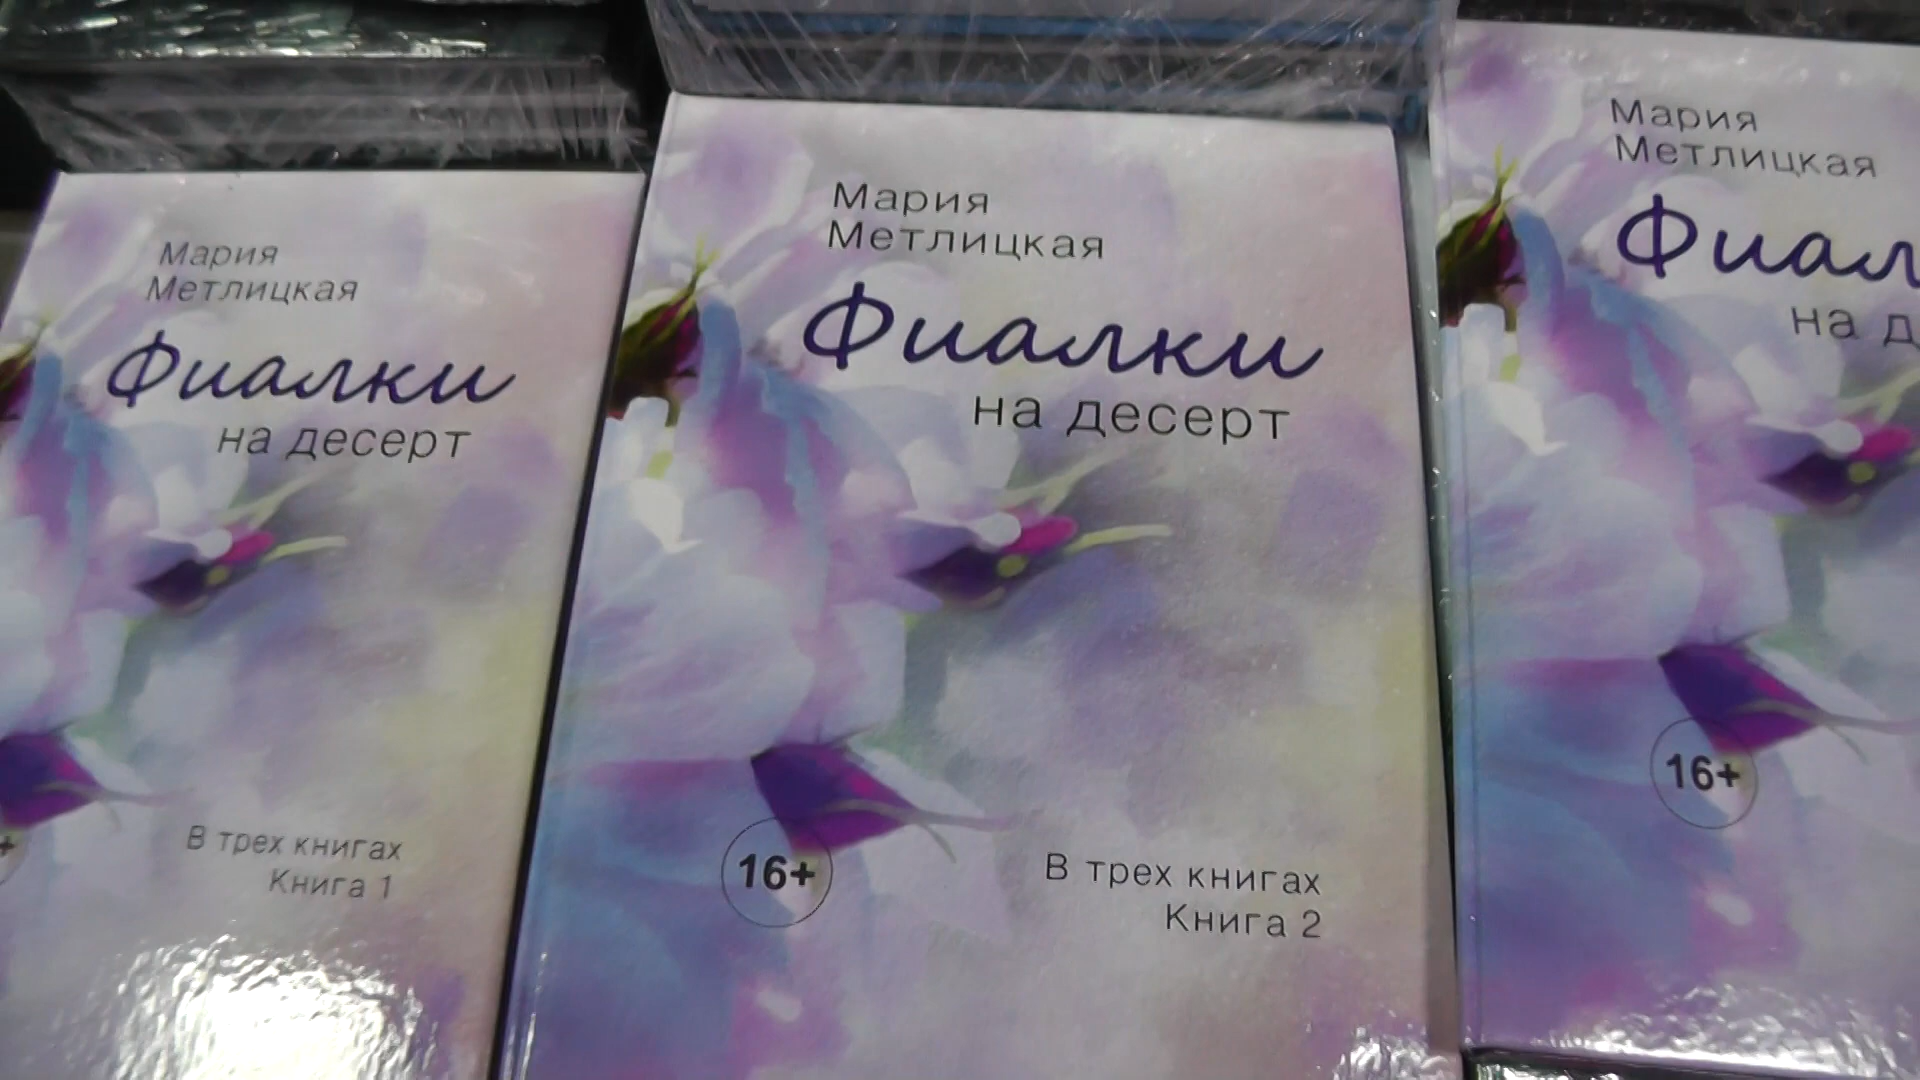 Мария
Метлицкая
Фиалки
на десерт
+
В трех книгах
Книга 1
Мария
Метлицкая
Фиалки
на десерт
16+
В трех книгах
Книга 2
Мария
Метлицкая
Фиал
на д
16+